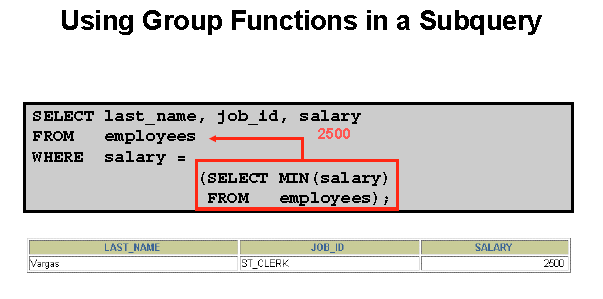 Using Group Functions in a Subquery
SELECT last_name, job_id, salary
FROM employees
2500
WHERE salary =
(SELECT MIN(salary)
FROM employees);
LAST_NAME JOB_ID SALARY
Vargas ST_CLERK 2500